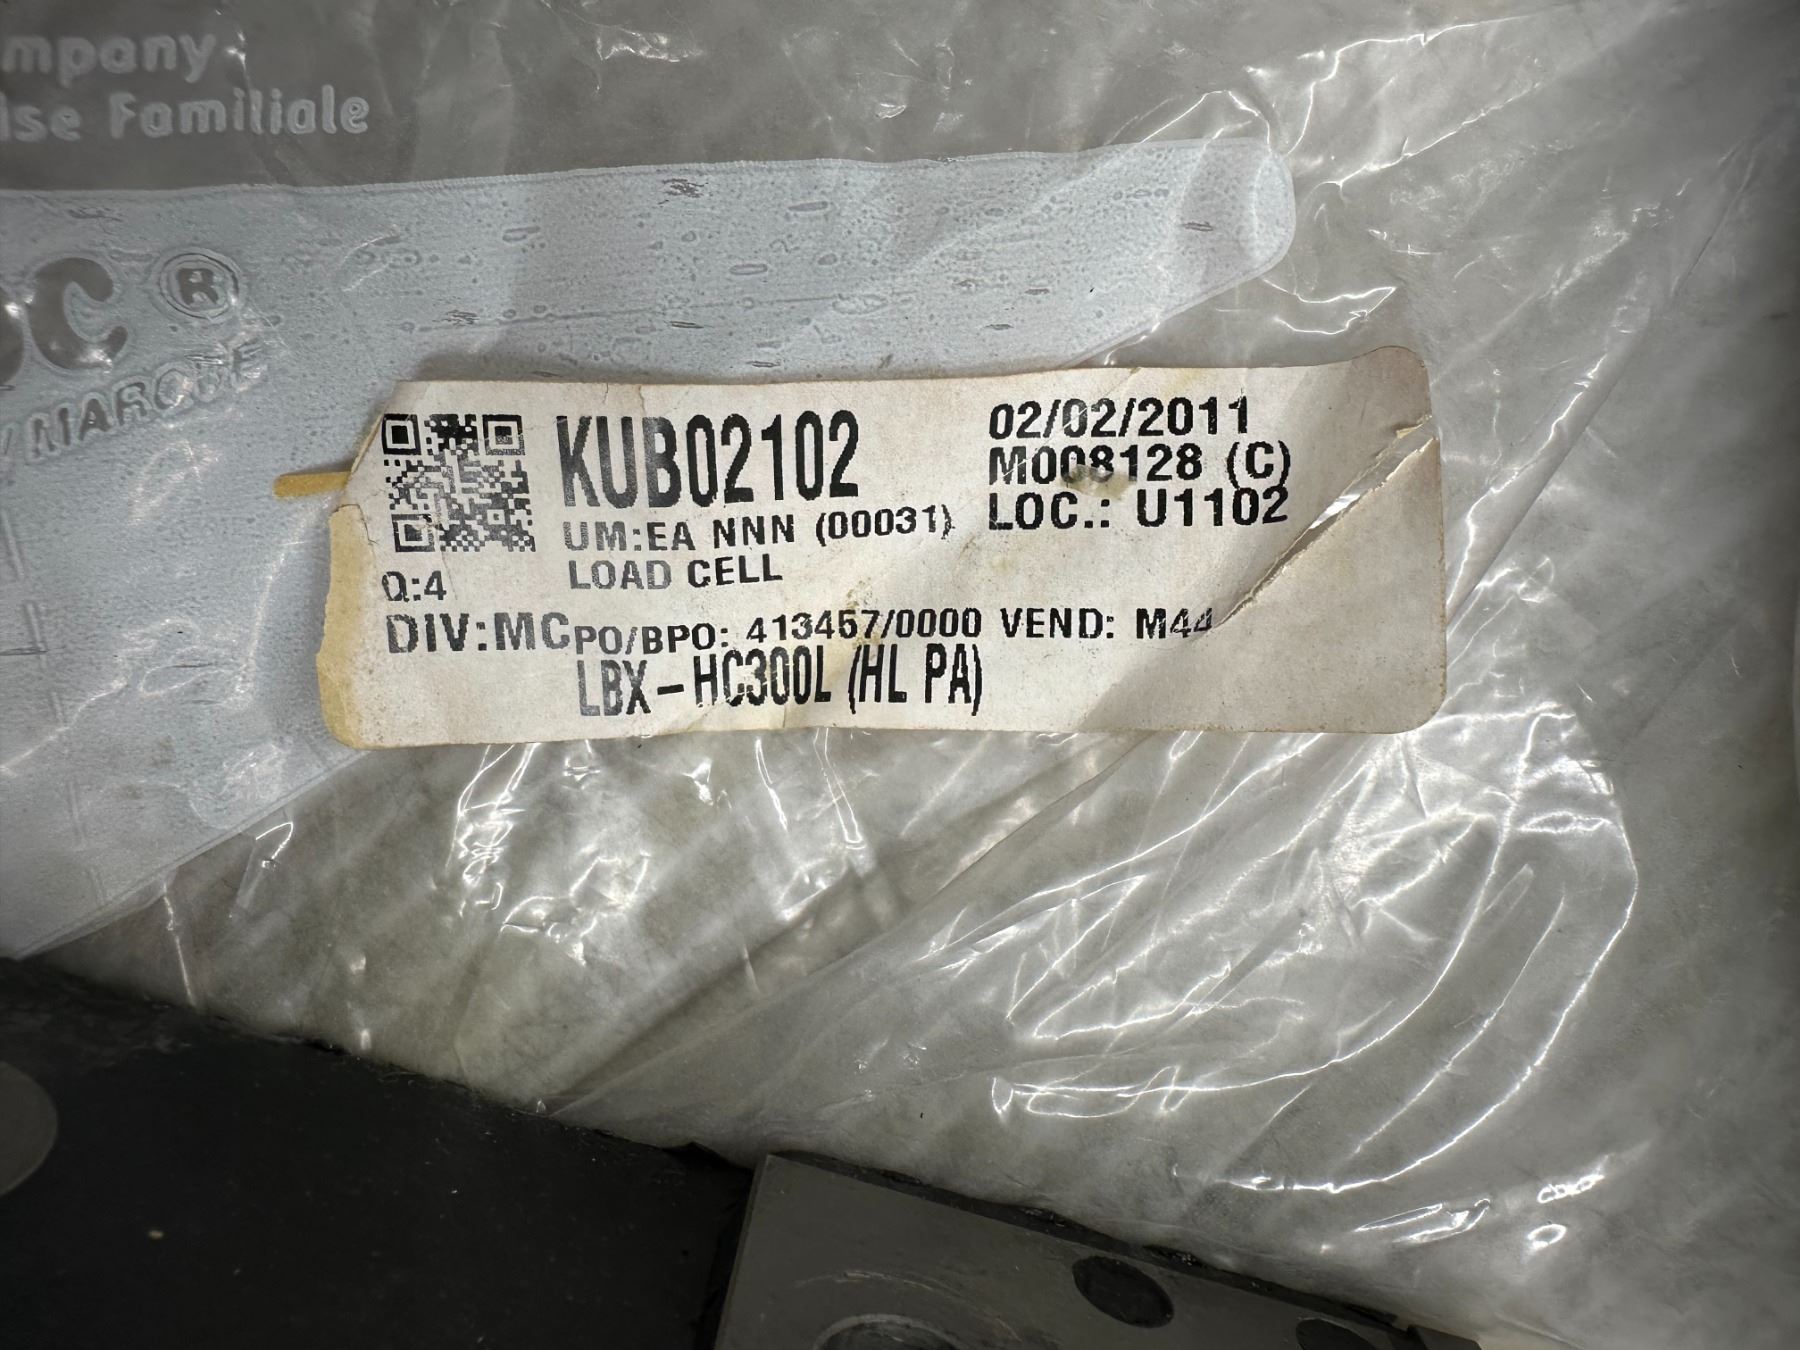 mpany
ise Familiale
C®
MARQUE
KUB02102
02/02/2011
M008128 (C)
LOC.: U1102
UM:EA NNN (00031)
Q:4
LOAD CELL
DIV:MC
PO/BPO: 413457/0000 VEND: M44
LBX-HC300L (HL PA)